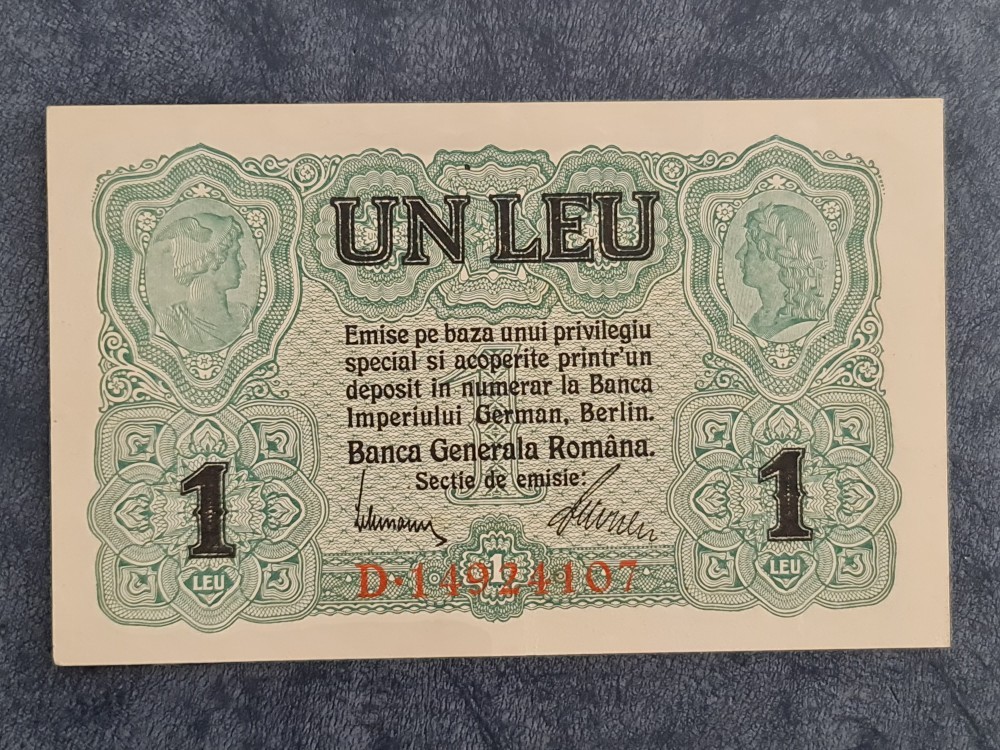 UN LEU
Emise pe baza unui privilegiu
special si acoperite printr'un
deposit in numerar la Banca
Imperiului German, Berlin.
Banca Generala Româna.
Sectie de emisie:
1
1
LEU
1
LEU
D·14924107